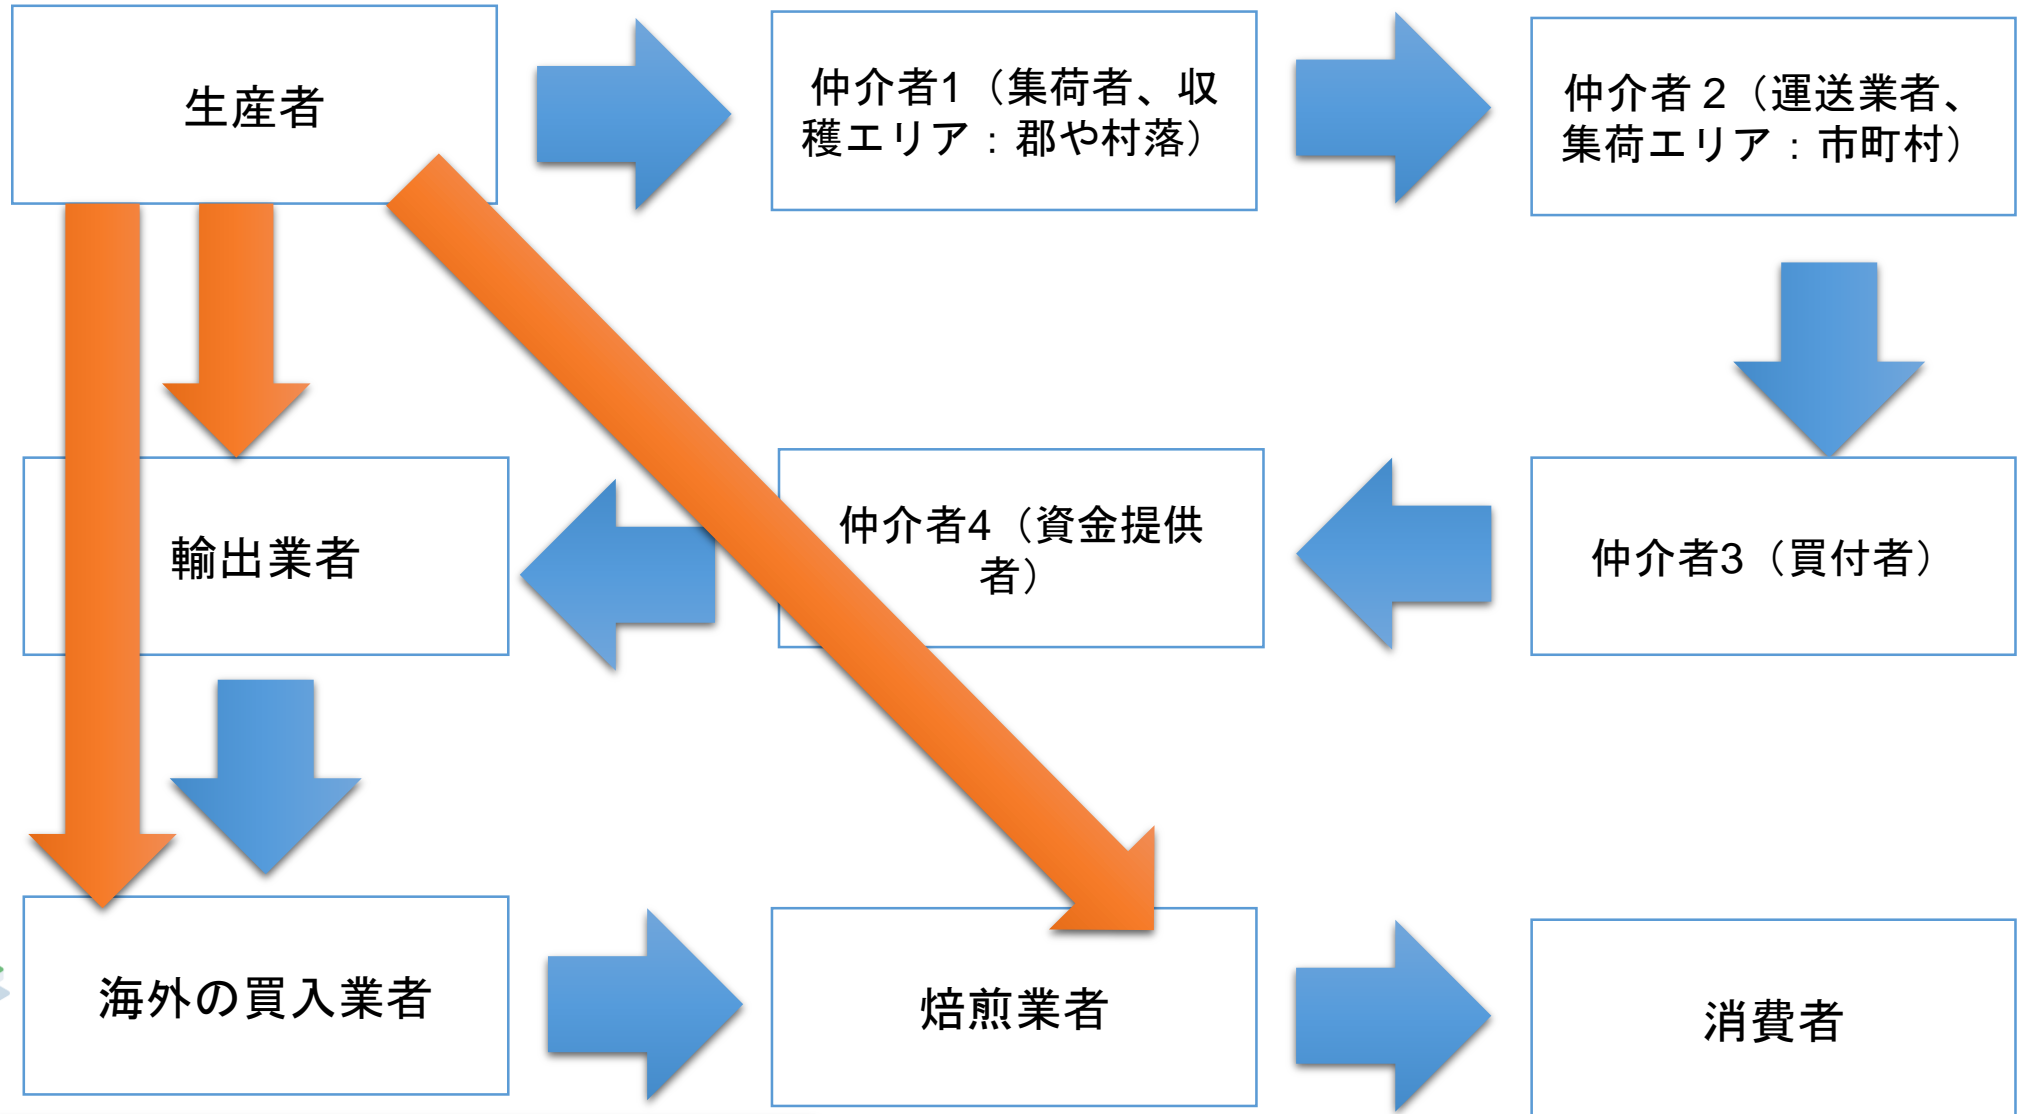 生産者
仲介者1（集荷者、収
穫エリア：郡や村落）
仲介者２（運送業者、
集荷エリア：市町村）
輸出業者
仲介者4（資金提供
者）
仲介者3（買付者）
海外の買入業者
焙煎業者
消費者